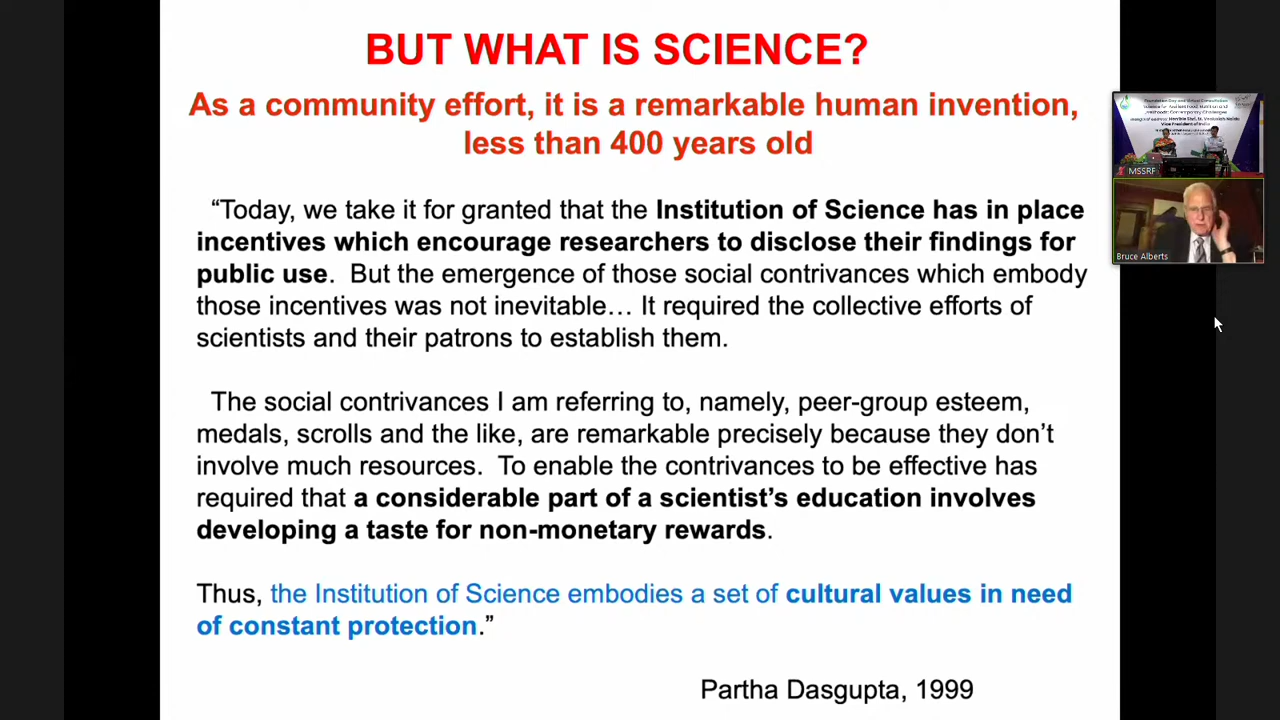 BUT WHAT IS SCIENCE?
As a community effort, it is a remarkable human invention,
less than 400 years old
“Today, we take it for granted that the Institution of Science has in place
incentives which encourage researchers to disclose their findings for
public use. But the emergence of those social contrivances which embody
those incentives was not inevitable… It required the collective efforts of
scientists and their patrons to establish them.
The social contrivances I am referring to, namely, peer-group esteem,
medals, scrolls and the like, are remarkable precisely because they don’t
involve much resources. To enable the contrivances to be effective has
required that a considerable part of a scientist’s education involves
developing a taste for non-monetary rewards.
Thus, the Institution of Science embodies a set of cultural values in need
of constant protection.”
Partha Dasgupta, 1999
MSSRF
Bruce Alberts